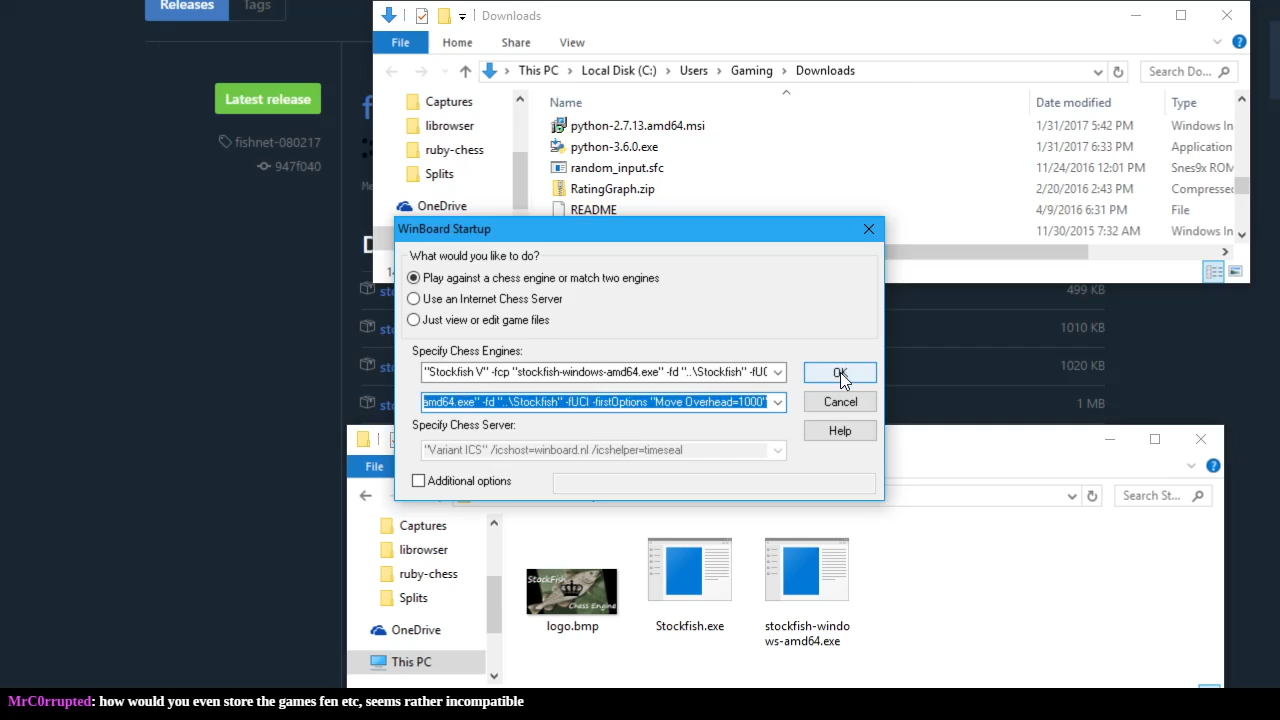 Releases
Tags
Latest release
fishnet-080217
947f040
Downloads
File
Home
Share
View
This PC
Local Disk (C:)
Users
Gaming
Downloads
Search Do...
Captures
librowser
ruby-chess
Splits
OneDrive
Name
Date modified
Type
python-2.7.13.amd64.msi
1/31/2017 5:42 PM
Windows In
python-3.6.0.exe
1/31/2017 6:33 PM
Application
random_input.sfc
11/24/2016 12:01 PM
Snes9x ROM
RatingGraph.zip
2/20/2016 2:43 PM
Compresse
README
4/9/2016 6:31 PM
File
11/30/2015 7:32 AM
Windows In
WinBoard Startup
What would you like to do?
Play against a chess engine or match two engines
Use an Internet Chess Server
Just view or edit game files
Specify Chess Engines:
"Stockfish V" -fcp "stockfish-windows-amd64.exe" -fd "..\Stockfish" -fUC
OK
amd64.exe" -fd "..\Stockfish" -fUCI -firstOptions "Move Overhead=1000"
Cancel
Specify Chess Server:
Help
"Variant ICS" /icshost=winboard.nl /icshelper=timeseal
Additional options
499 KB
1010 KB
1020 KB
1 MB
File
Search St...
Captures
librowser
ruby-chess
Splits
OneDrive
This PC
StockFish
Chess Engine
logo.bmp
Stockfish.exe
stockfish-windo
ws-amd64.exe
MrC0rrupted: how would you even store the games fen etc, seems rather incompatible